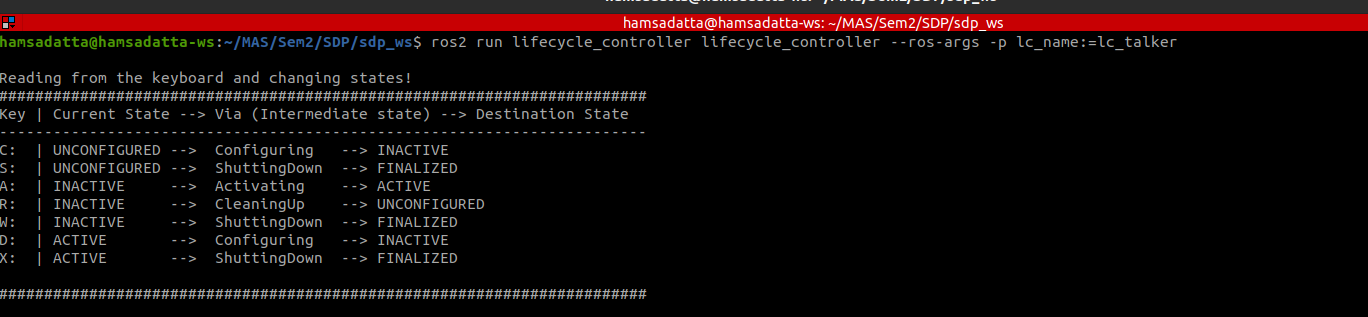 hamsadatta@hamsadatta-ws: ~/MAS/Sem2/SDP/sdp_ws
hamsadatta@hamsadatta-ws:~/MAS/Sem2/SDP/sdp_ws$ ros2 run lifecycle_controller lifecycle_controller --ros-args -p lc_name:=lc_talker
Reading from the keyboard and changing states!
########################################################################
Key | Current State --> Via (Intermediate state) --> Destination State
------------------------------------------------------------------------
C:  | UNCONFIGURED -->  Configuring   --> INACTIVE
S:  | UNCONFIGURED -->  ShuttingDown  --> FINALIZED
A:  | INACTIVE     -->  Activating    --> ACTIVE
R:  | INACTIVE     -->  CleaningUp    --> UNCONFIGURED
W:  | INACTIVE     -->  ShuttingDown  --> FINALIZED
D:  | ACTIVE       -->  Configuring   --> INACTIVE
X:  | ACTIVE       -->  ShuttingDown  --> FINALIZED
########################################################################